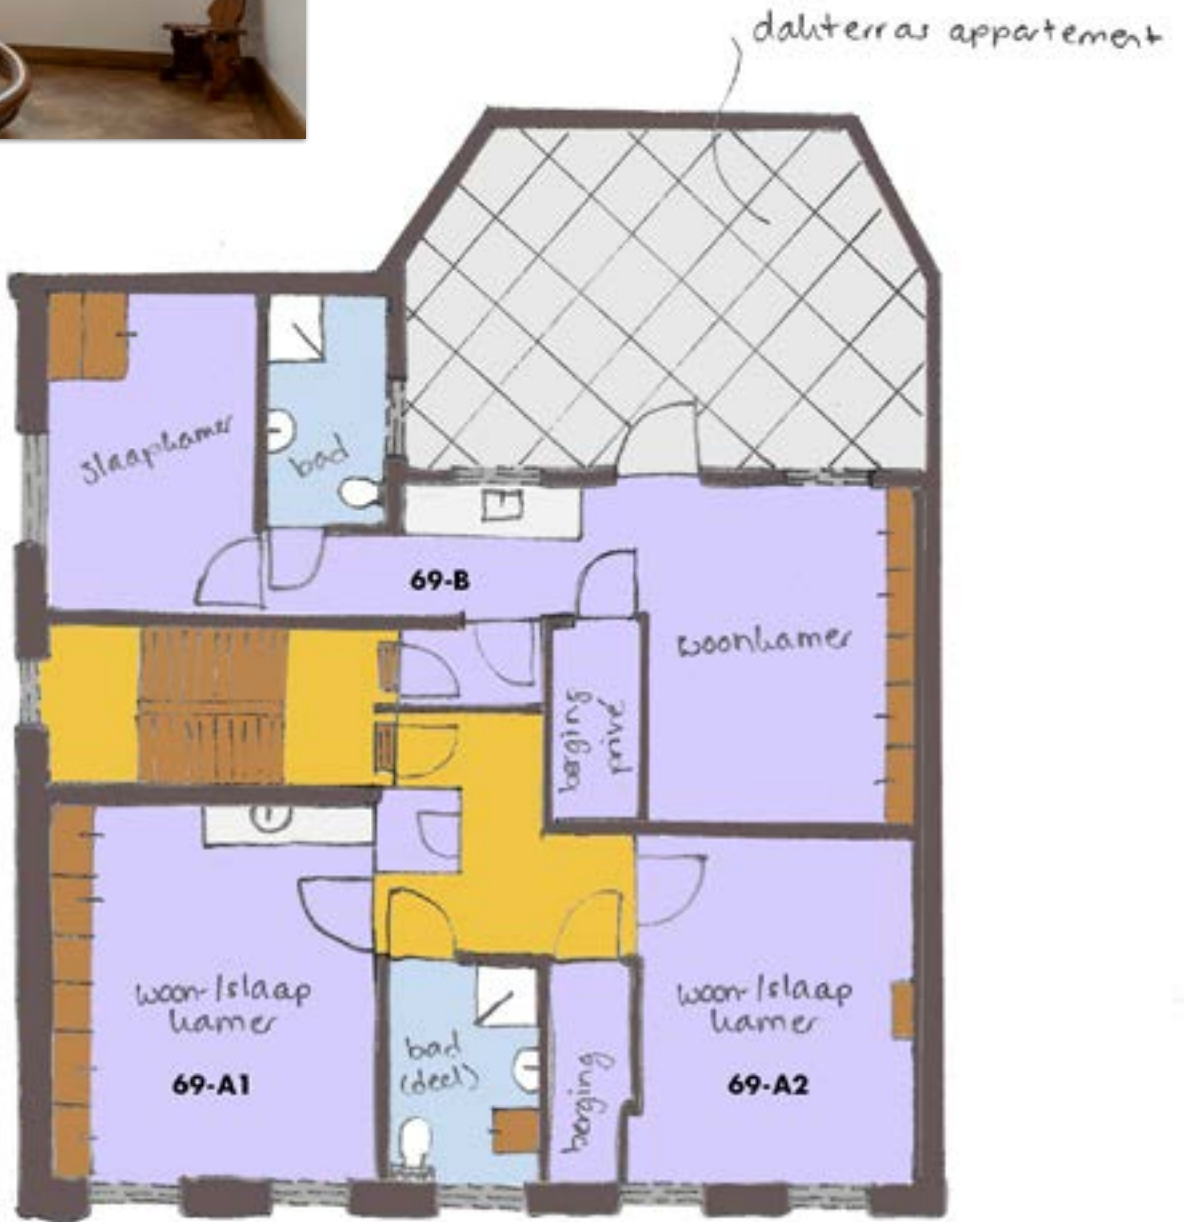 dakterras appartement
slaapkamer
bad
69-B
woonkamer
berging
privé
woon-/slaap
kamer
69-A1
bad
(deel)
berging
woon-/slaap
kamer
69-A2